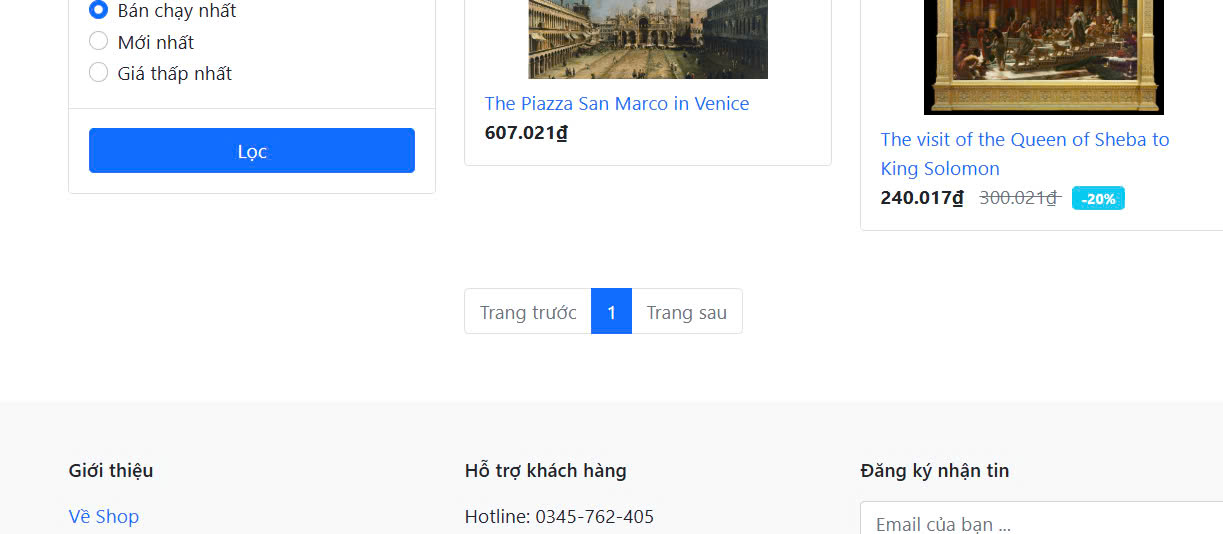 Bán chạy nhất
Mới nhất
Giá thấp nhất
Lọc
The Piazza San Marco in Venice
607.021₫
The visit of the Queen of Sheba to
King Solomon
240.017₫ 300.021₫ -20%
Trang trước 1 Trang sau
Giới thiệu
Về Shop
Hỗ trợ khách hàng
Hotline: 0345-762-405
Đăng ký nhận tin
Email của bạn ...